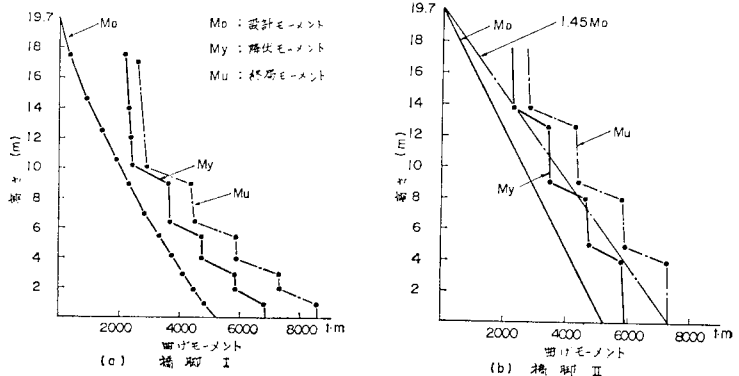 19.7
18
16
14
12
10
8
6
4
2
高さ (m)
MD
MD : 設計モーメント
My : 降伏モーメント
Mu : 終局モーメント
My
Mu
2000 4000 6000 8000 t·m
曲げモーメント
(a) 橋脚 I
19.7
18
16
14
12
10
8
6
4
2
高さ (m)
MD
1.45MD
Mu
My
2000 4000 6000 8000 t·m
曲げモーメント
(b) 橋脚 II